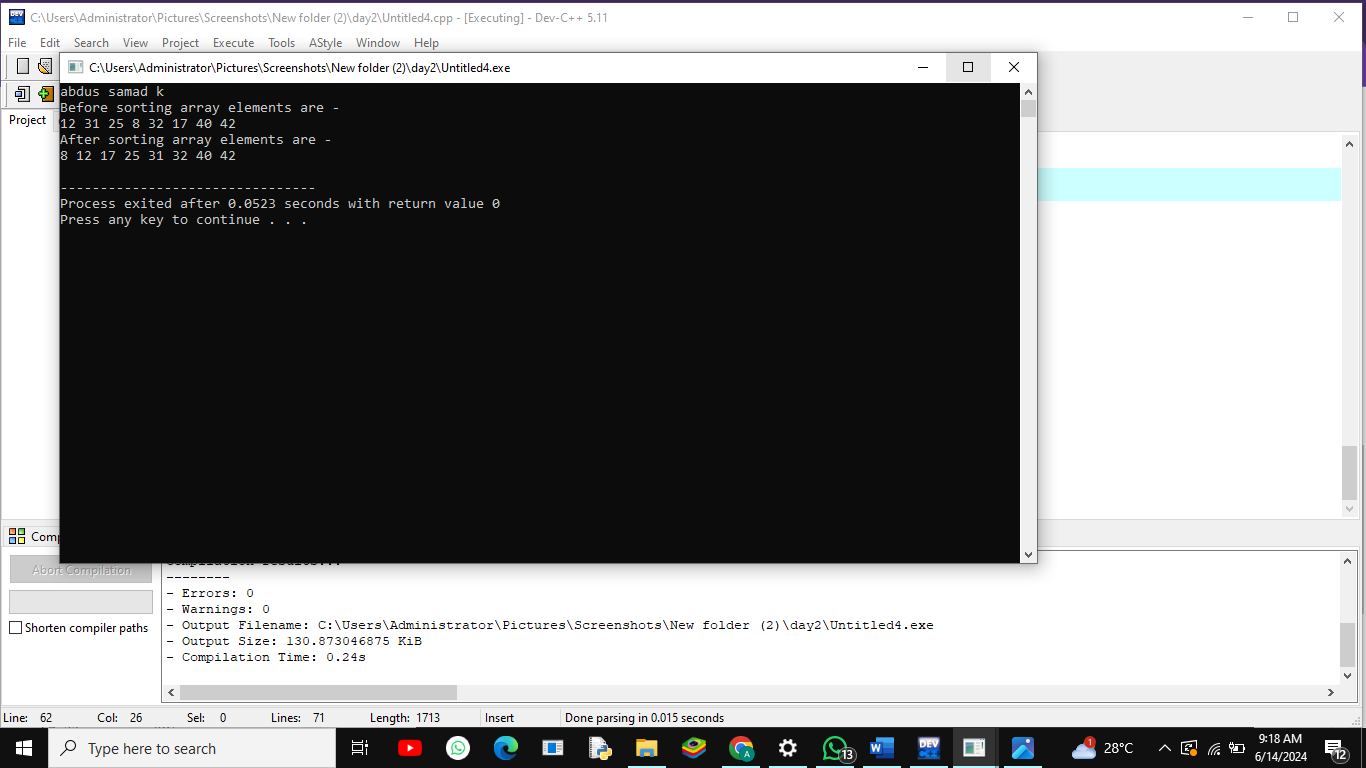 C:\Users\Administrator\Pictures\Screenshots\New folder (2)\day2\Untitled4.cpp - [Executing] - Dev-C++ 5.11
File Edit Search View Project Execute Tools AStyle Window Help
C:\Users\Administrator\Pictures\Screenshots\New folder (2)\day2\Untitled4.exe
Project
abdus samad k
Before sorting array elements are -
12 31 25 8 32 17 40 42
After sorting array elements are -
8 12 17 25 31 32 40 42
--------------------------------
Process exited after 0.0523 seconds with return value 0
Press any key to continue . . .
Abort Compilation
Shorten compiler paths
--------
- Errors: 0
- Warnings: 0
- Output Filename: C:\Users\Administrator\Pictures\Screenshots\New folder (2)\day2\Untitled4.exe
- Output Size: 130.873046875 KiB
- Compilation Time: 0.24s
Line: 62 Col: 26 Sel: 0 Lines: 71 Length: 1713 Insert Done parsing in 0.015 seconds
Type here to search
DEV
13
1
28°C
9:18 AM
6/14/2024
12